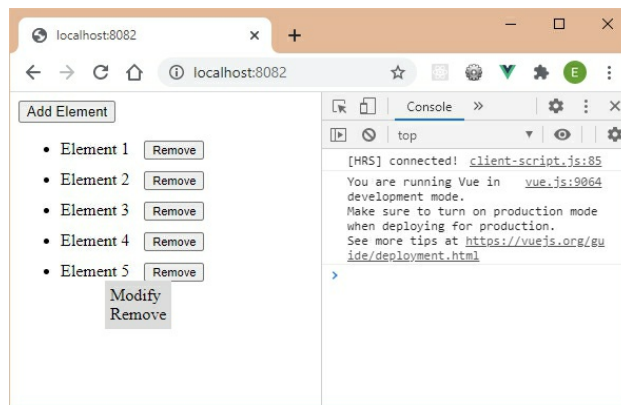 localhost:8082
localhost:8082
E
Add Element
Element 1 Remove
Element 2 Remove
Element 3 Remove
Element 4 Remove
Element 5 Remove
Modify
Remove
Console
top
[HRS] connected! client-script.js:85
You are running Vue in vue.js:9064
development mode.
Make sure to turn on production mode
when deploying for production.
See more tips at https://vuejs.org/gu
ide/deployment.html